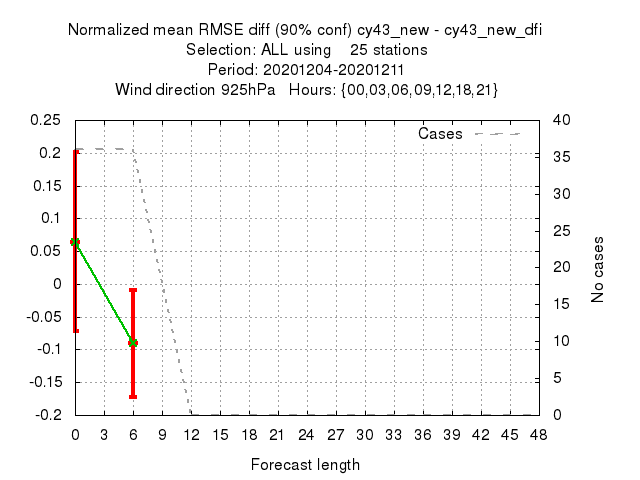 Normalized mean RMSE diff (90% conf) cy43_new - cy43_new_dfi
Selection: ALL using    25 stations
Period: 20201204-20201211
Wind direction 925hPa   Hours: {00,03,06,09,12,18,21}
0.25
0.2
0.15
0.1
0.05
0
-0.05
-0.1
-0.15
-0.2
Cases
40
35
30
25
20
15
10
5
0
No cases
0 3 6 9 12 15 18 21 24 27 30 33 36 39 42 45 48
Forecast length